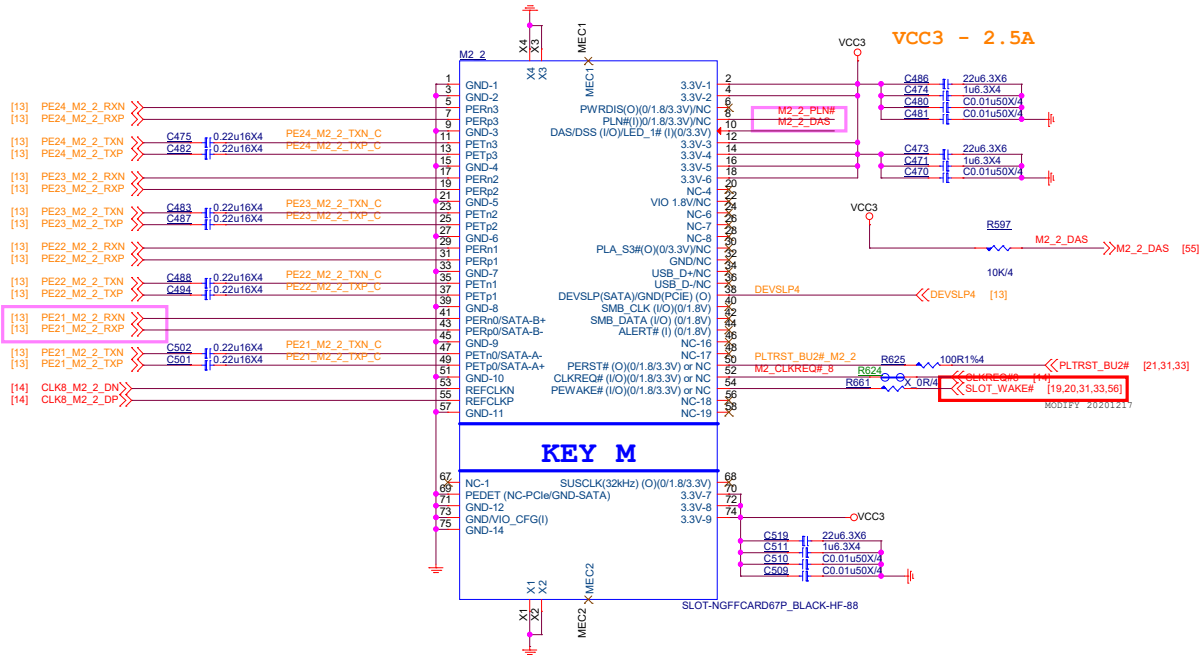 VCC3 - 2.5A
X4
X3
MEC1
VCC3
M2_2
X4
X3
MEC1
1 GND-1 3.3V-1 2 C486 22u6.3X6
3 GND-2 3.3V-2 4 C474 1u6.3X4
[13] PE24_M2_2_RXN 5 PERn3 PWRDIS(O)(0/1.8/3.3V)/NC 6 C480 C0.01u50X/4
[13] PE24_M2_2_RXP 7 PERp3 PLN#(I)(0/1.8/3.3V)/NC 8 M2_2_PLN# C481 C0.01u50X/4
9 GND-3 DAS/DSS (I/O)/LED_1# (I)(0/3.3V) 10 M2_2_DAS
[13] PE24_M2_2_TXN C475 0.22u16X4 PE24_M2_2_TXN_C 11 PETn3 3.3V-3 12
[13] PE24_M2_2_TXP C482 0.22u16X4 PE24_M2_2_TXP_C 13 PETp3 3.3V-4 14 C473 22u6.3X6
15 GND-4 3.3V-5 16 C471 1u6.3X4
[13] PE23_M2_2_RXN 17 PERn2 3.3V-6 18 C470 C0.01u50X/4
[13] PE23_M2_2_RXP 19 PERp2 NC-4 20
21 GND-5 VIO 1.8V/NC 22 VCC3
[13] PE23_M2_2_TXN C483 0.22u16X4 PE23_M2_2_TXN_C 23 PETn2 NC-6 24
[13] PE23_M2_2_TXP C487 0.22u16X4 PE23_M2_2_TXP_C 25 PETp2 NC-7 26 R597
27 GND-6 NC-8 28 M2_2_DAS
[13] PE22_M2_2_RXN 29 PERn1 PLA_S3#(O)(0/3.3V)/NC 30 M2_2_DAS [55]
[13] PE22_M2_2_RXP 31 PERp1 GND/NC 32
33 GND-7 USB_D+/NC 34 10K/4
[13] PE22_M2_2_TXN C488 0.22u16X4 PE22_M2_2_TXN_C 35 PETn1 USB_D-/NC 36
[13] PE22_M2_2_TXP C494 0.22u16X4 PE22_M2_2_TXP_C 37 PETp1 DEVSLP(SATA)/GND(PCIE) (O) 38 DEVSLP4 DEVSLP4 [13]
39 GND-8 SMB_CLK (I/O)(0/1.8V) 40
[13] PE21_M2_2_RXN 41 PERn0/SATA-B+ SMB_DATA (I/O) (0/1.8V) 42
[13] PE21_M2_2_RXP 43 PERp0/SATA-B- ALERT# (I) (0/1.8V) 44
45 GND-9 NC-16 46
[13] PE21_M2_2_TXN C502 0.22u16X4 PE21_M2_2_TXN_C 47 PETn0/SATA-A- NC-17 48
[13] PE21_M2_2_TXP C501 0.22u16X4 PE21_M2_2_TXP_C 49 PETp0/SATA-A+ PERST# (O)(0/1.8/3.3V) or NC 50 PLTRST_BU2#_M2_2 R625 100R1%4 PLTRST_BU2# [21,31,33]
51 GND-10 CLKREQ# (I/O)(0/1.8/3.3V) or NC 52 M2_CLKREQ#_8 R624 CLKREQ#8 [14]
[14] CLK8_M2_2_DN 53 REFCLKN PEWAKE# (I/O)(0/1.8/3.3V) or NC 54 R661 X_0R/4 SLOT_WAKE# [19,20,31,33,56]
[14] CLK8_M2_2_DP 55 REFCLKP NC-18 56
57 GND-11 NC-19 58 MODIFY 20201217
KEY M
67 NC-1 SUSCLK(32kHz) (O)(0/1.8/3.3V) 68
69 PEDET (NC-PCIe/GND-SATA) 3.3V-7 70
71 GND-12 3.3V-8 72
73 GND/VIO_CFG(I) 3.3V-9 74 VCC3
75 GND-14
C519 22u6.3X6
C511 1u6.3X4
C510 C0.01u50X/4
C509 C0.01u50X/4
X1
X2
MEC2
SLOT-NGFFCARD67P_BLACK-HF-88
X1
X2
MEC2